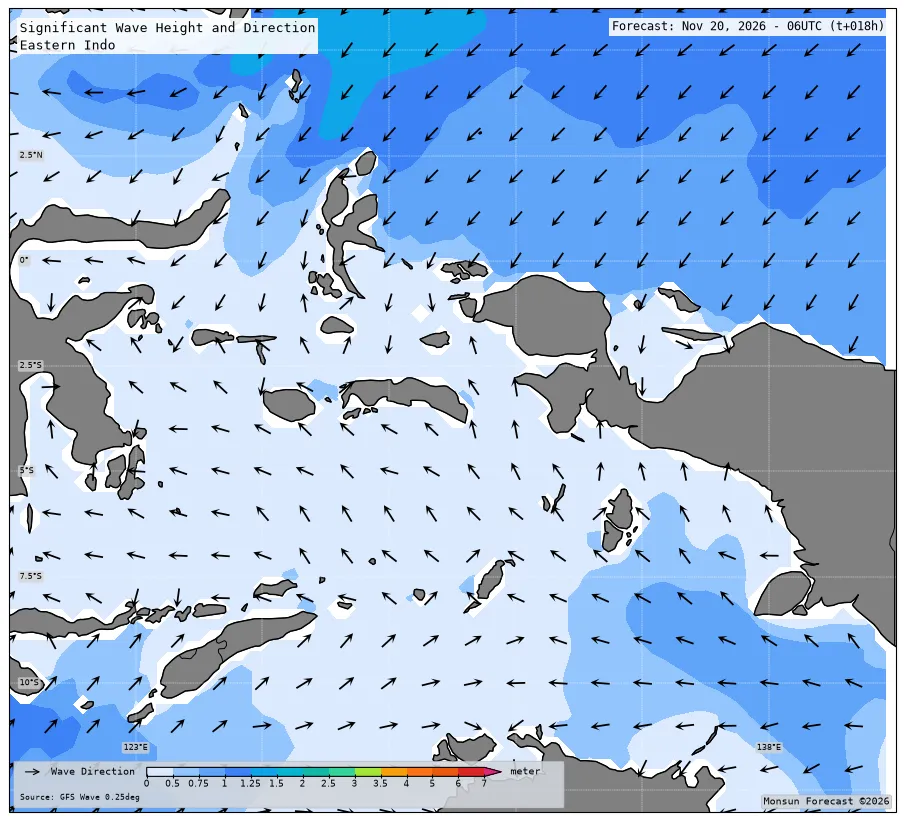 Significant Wave Height and Direction
Eastern Indo
Forecast: Nov 20, 2026 - 06UTC (t+018h)
2.5°N
0°
2.5°S
5°S
7.5°S
10°S
123°E
138°E
Wave Direction
meter
0 0.5 0.75 1 1.25 1.5 2 2.5 3 3.5 4 5 6 7
Source: GFS Wave 0.25deg
Monsun Forecast ©2026